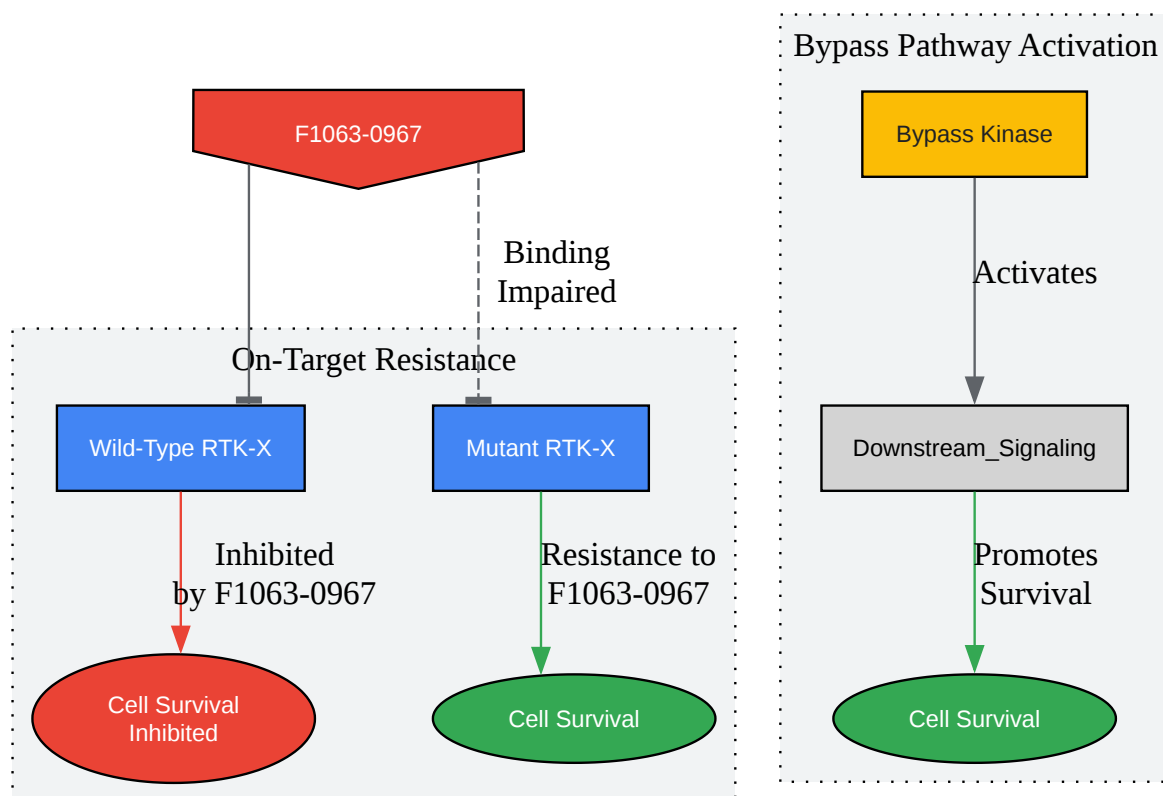 Bypass Pathway Activation
F1063-0967
Bypass Kinase
Binding
Impaired
Activates
On-Target Resistance
Wild-Type RTK-X
Mutant RTK-X
Downstream_Signaling
Inhibited
by F1063-0967
Resistance to
F1063-0967
Promotes
Survival
Cell Survival
Inhibited
Cell Survival
Cell Survival